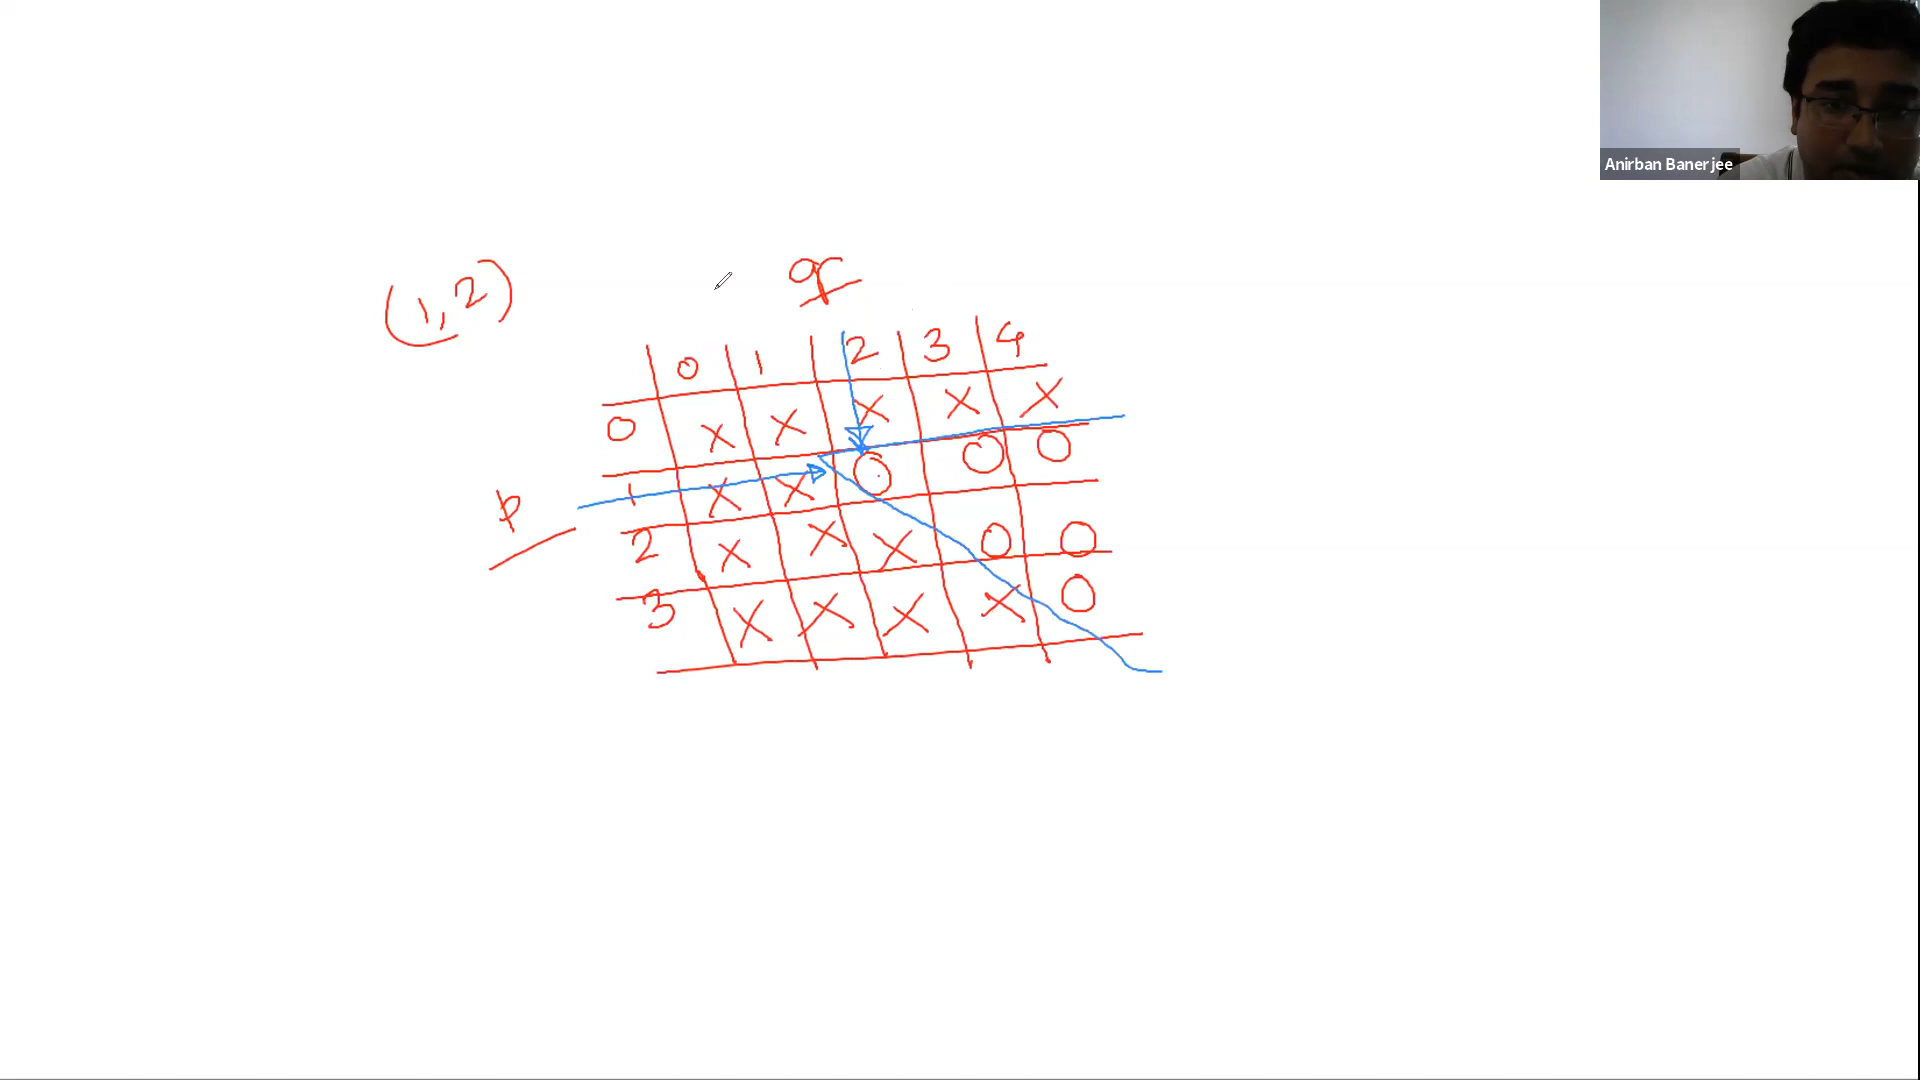 Anirban Banerjee
(1,2)
q
0 1 2 3 4
0 X X X X X
p
1 X X O O O
2 X X X O O
3 X X X X O